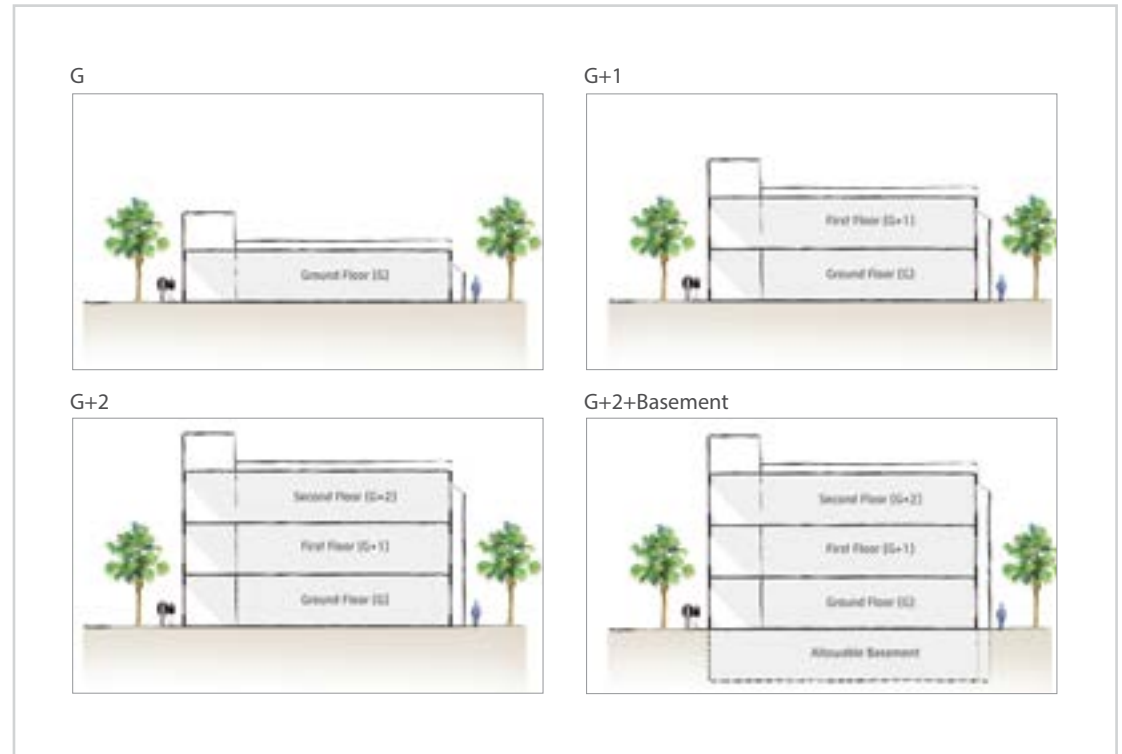 G
G+1
Ground Floor (G)
First Floor (G+1)
Ground Floor (G)
G+2
G+2+Basement
Second Floor (G+2)
First Floor (G+1)
Ground Floor (G)
Second Floor (G+2)
First Floor (G+1)
Ground Floor (G)
Allowable Basement